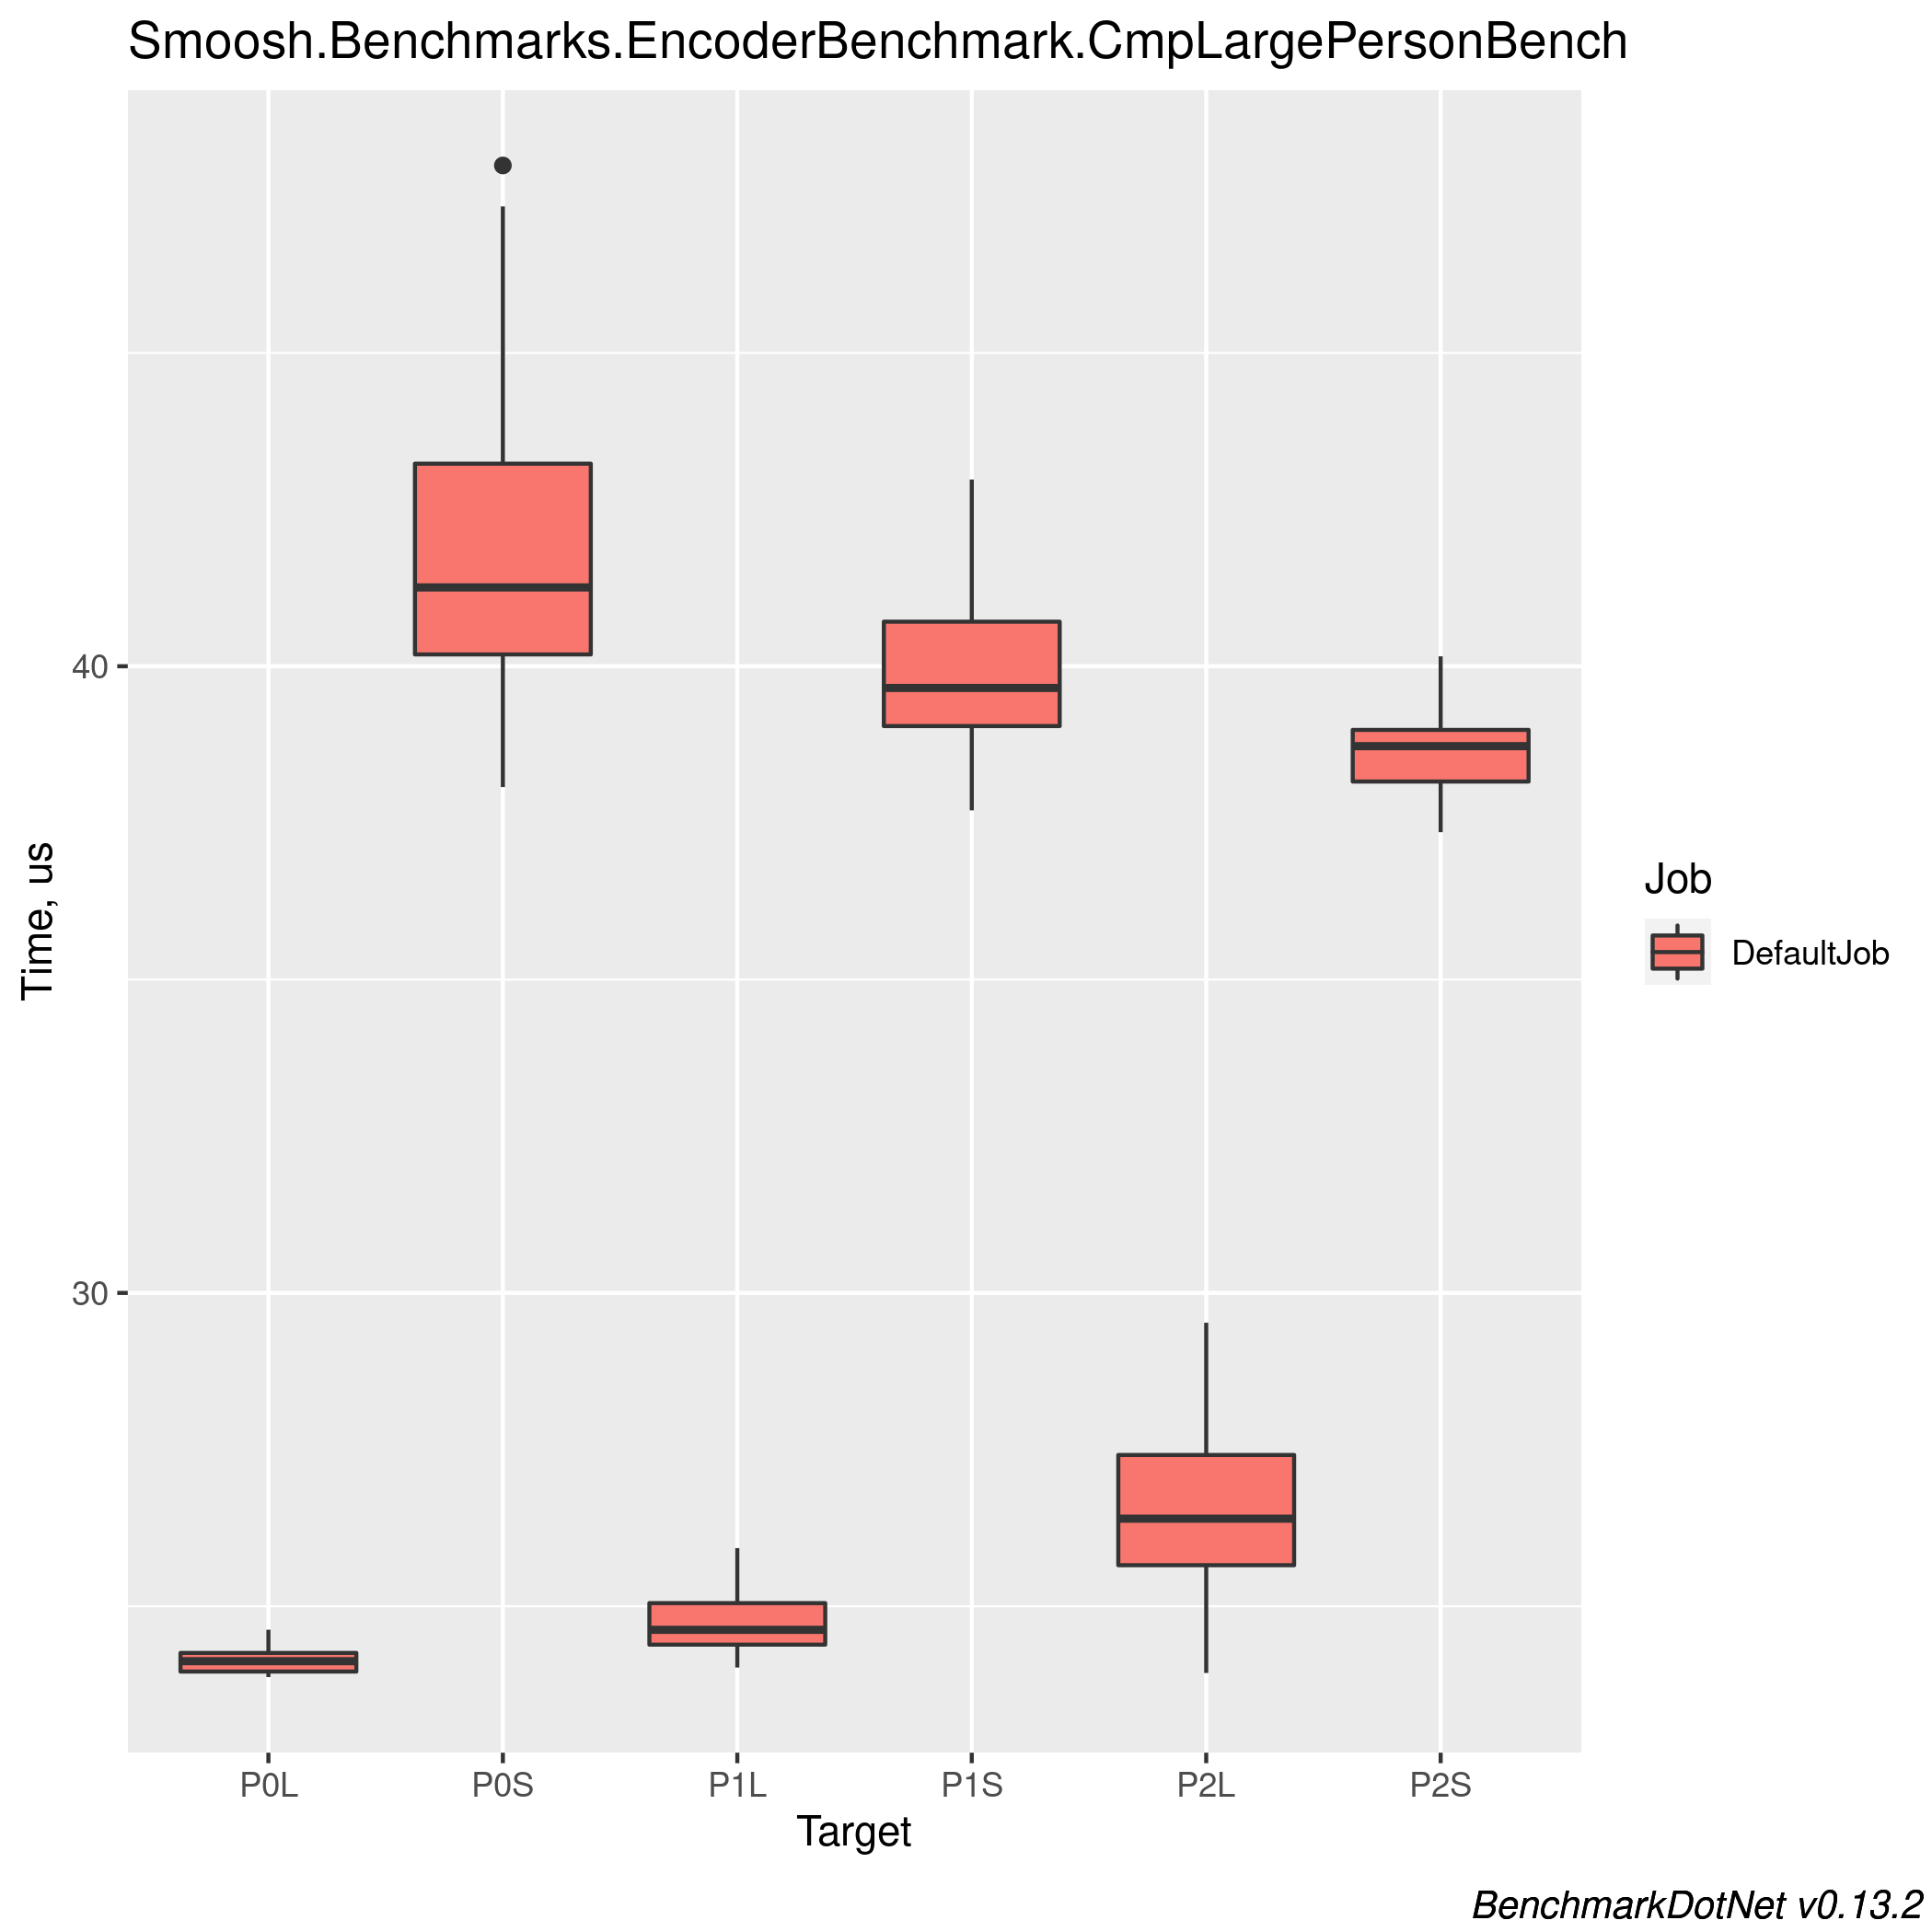 Smoosh.Benchmarks.EncoderBenchmark.CmpLargePersonBench
Time, us
40
30
P0L P0S P1L P1S P2L P2S
Target
Job
DefaultJob
BenchmarkDotNet v0.13.2